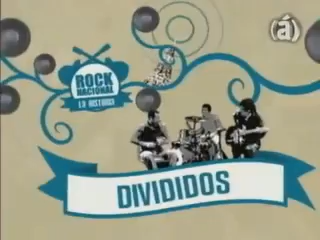 (á)
ROCK
NACIONAL
LA HISTORIA
DIVIDIDOS